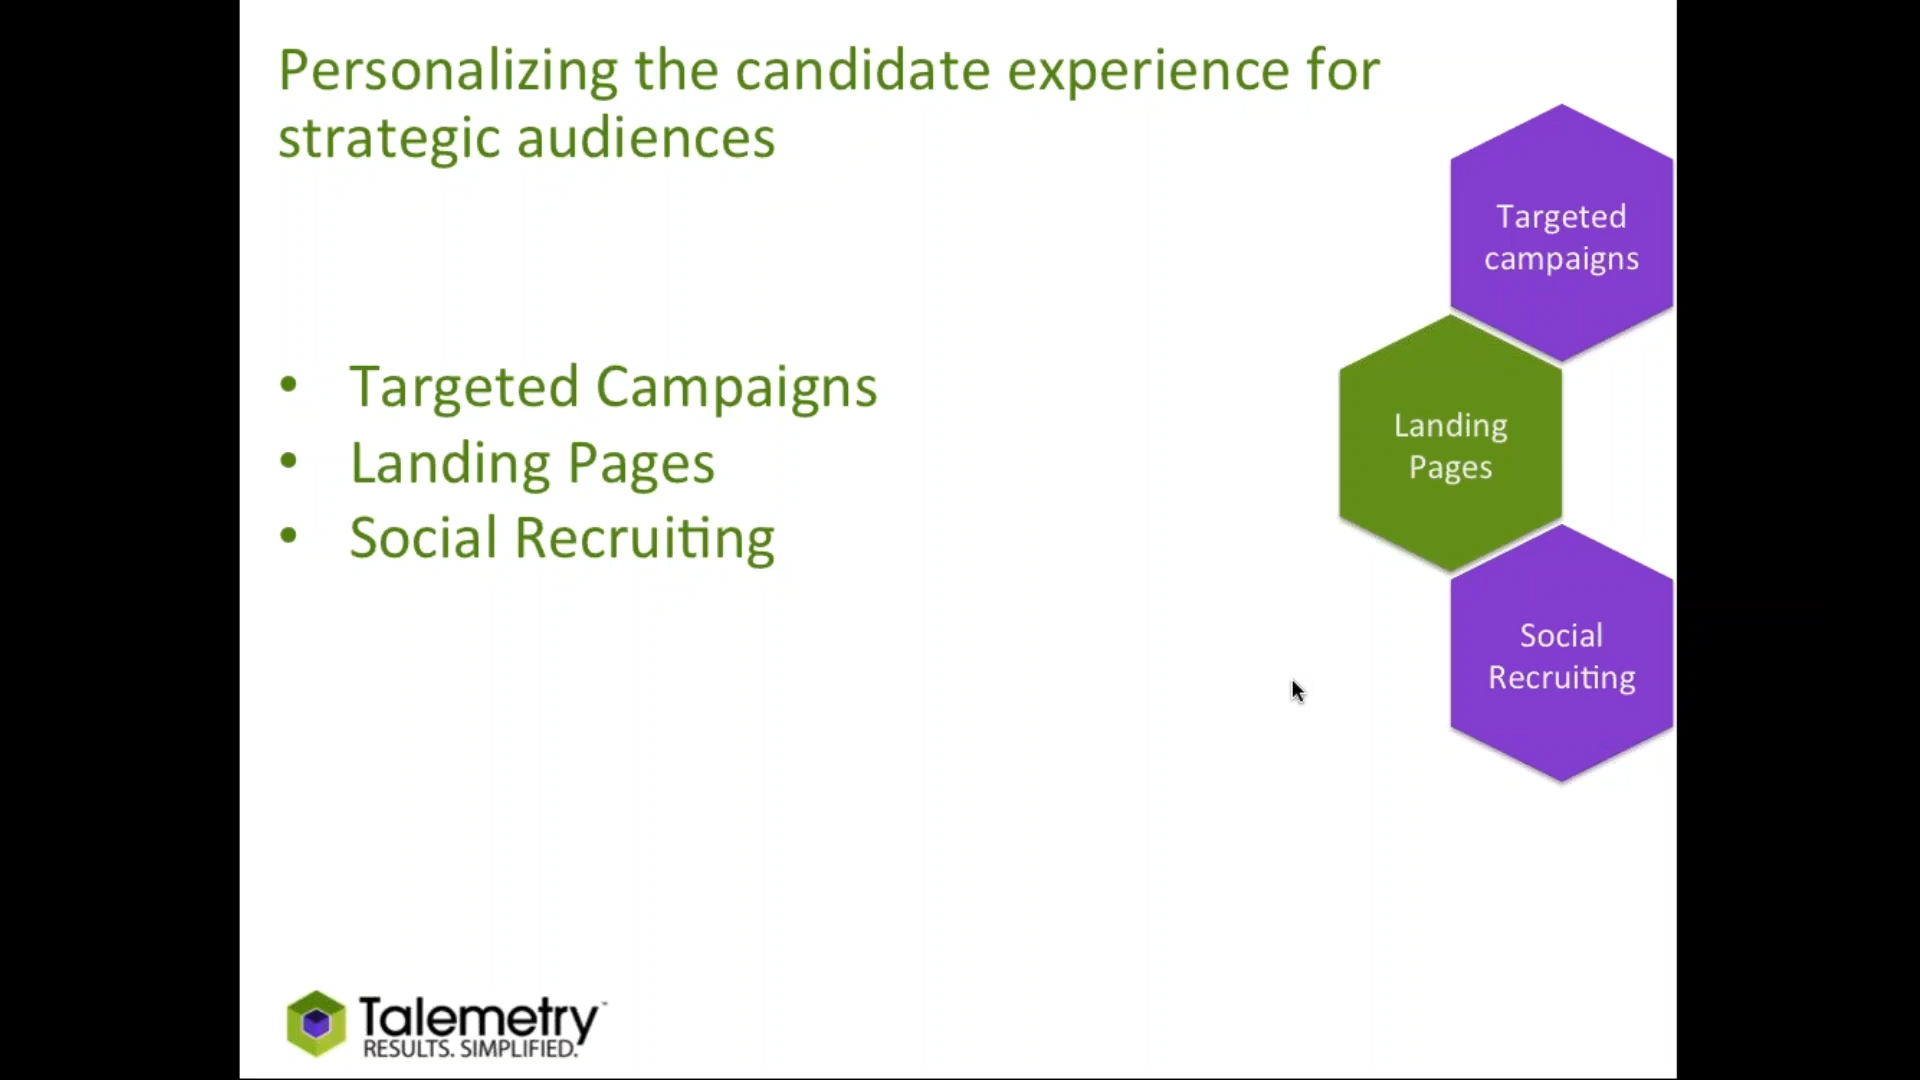 Personalizing the candidate experience for
strategic audiences
• Targeted Campaigns
• Landing Pages
• Social Recruiting
Targeted
campaigns
Landing
Pages
Social
Recruiting
Talemetry™
RESULTS. SIMPLIFIED.